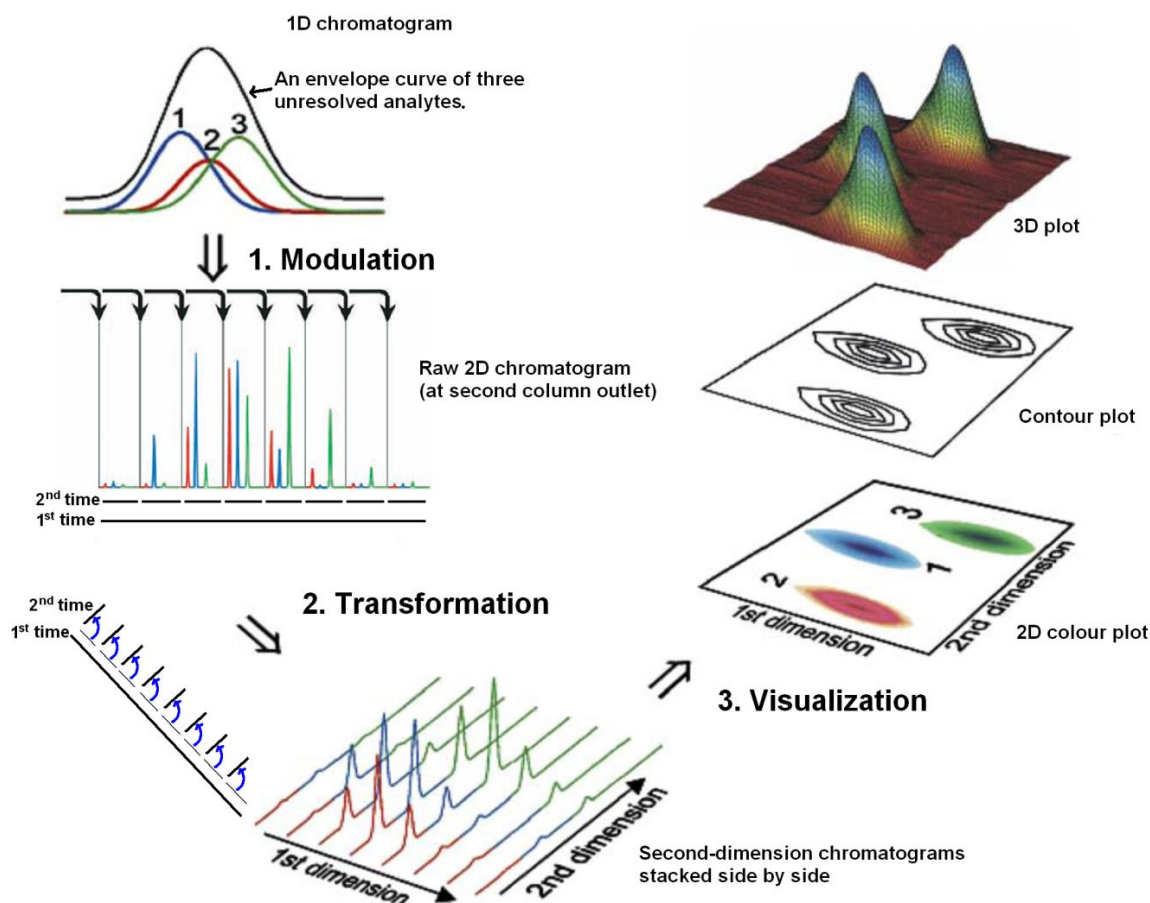 1D chromatogram
An envelope curve of three
unresolved analytes.
1
2
3
1. Modulation
Raw 2D chromatogram
(at second column outlet)
2nd time
1st time
2. Transformation
2nd time
1st time
1st dimension
2nd dimension
Second-dimension chromatograms
stacked side by side
3. Visualization
3D plot
Contour plot
3
1
2
1st dimension
2nd dimension
2D colour plot